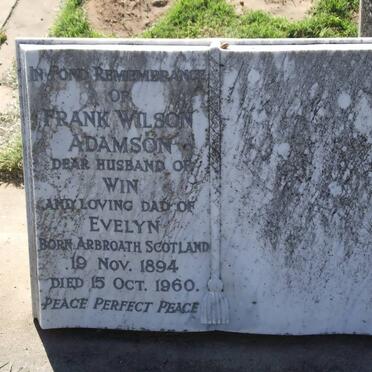 In Fond Remembrance
of
Frank Wilson
Adamson
Dear Husband of
Win
and Loving Dad of
Evelyn
Born Arbroath Scotland
19 Nov. 1894
Died 15 Oct. 1960.
Peace Perfect Peace